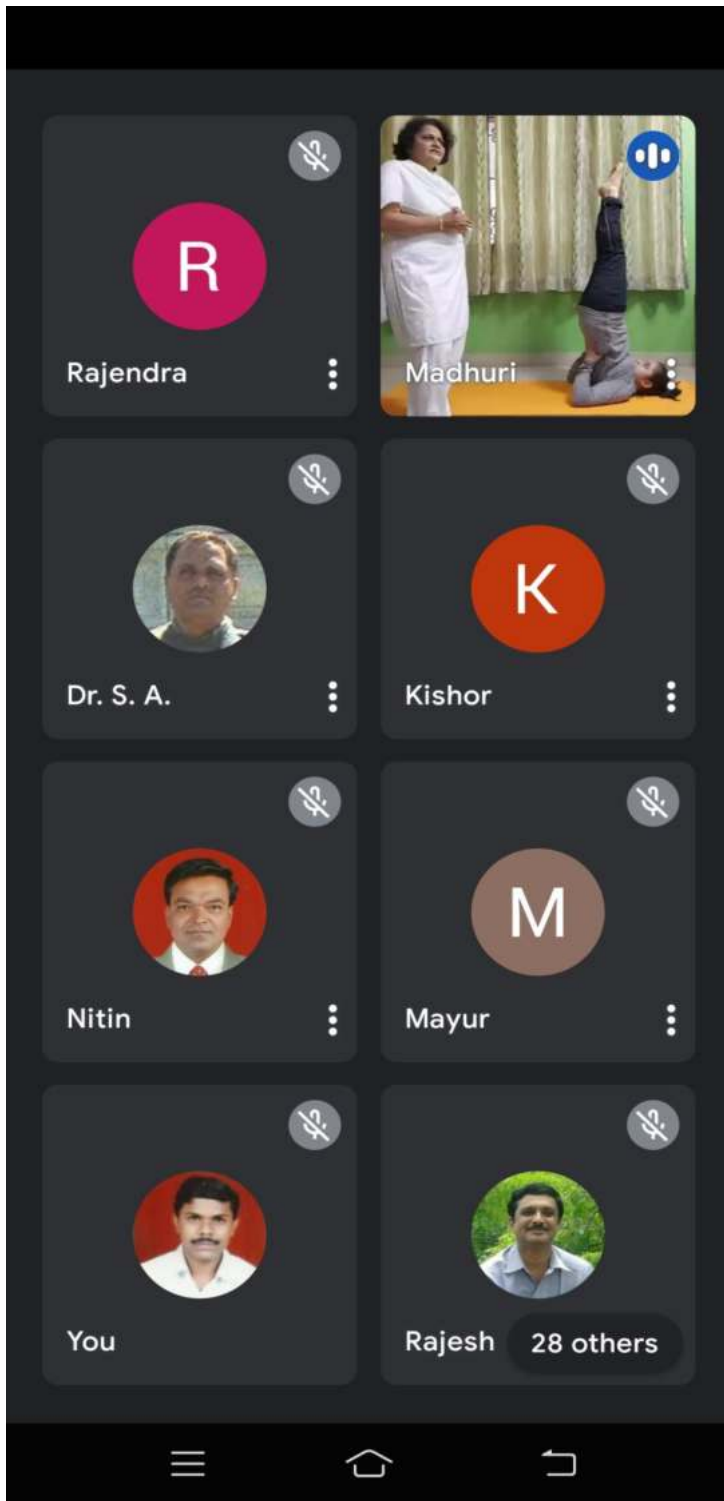 R
Rajendra
Madhuri
Dr. S. A.
K
Kishor
Nitin
M
Mayur
You
Rajesh
28 others